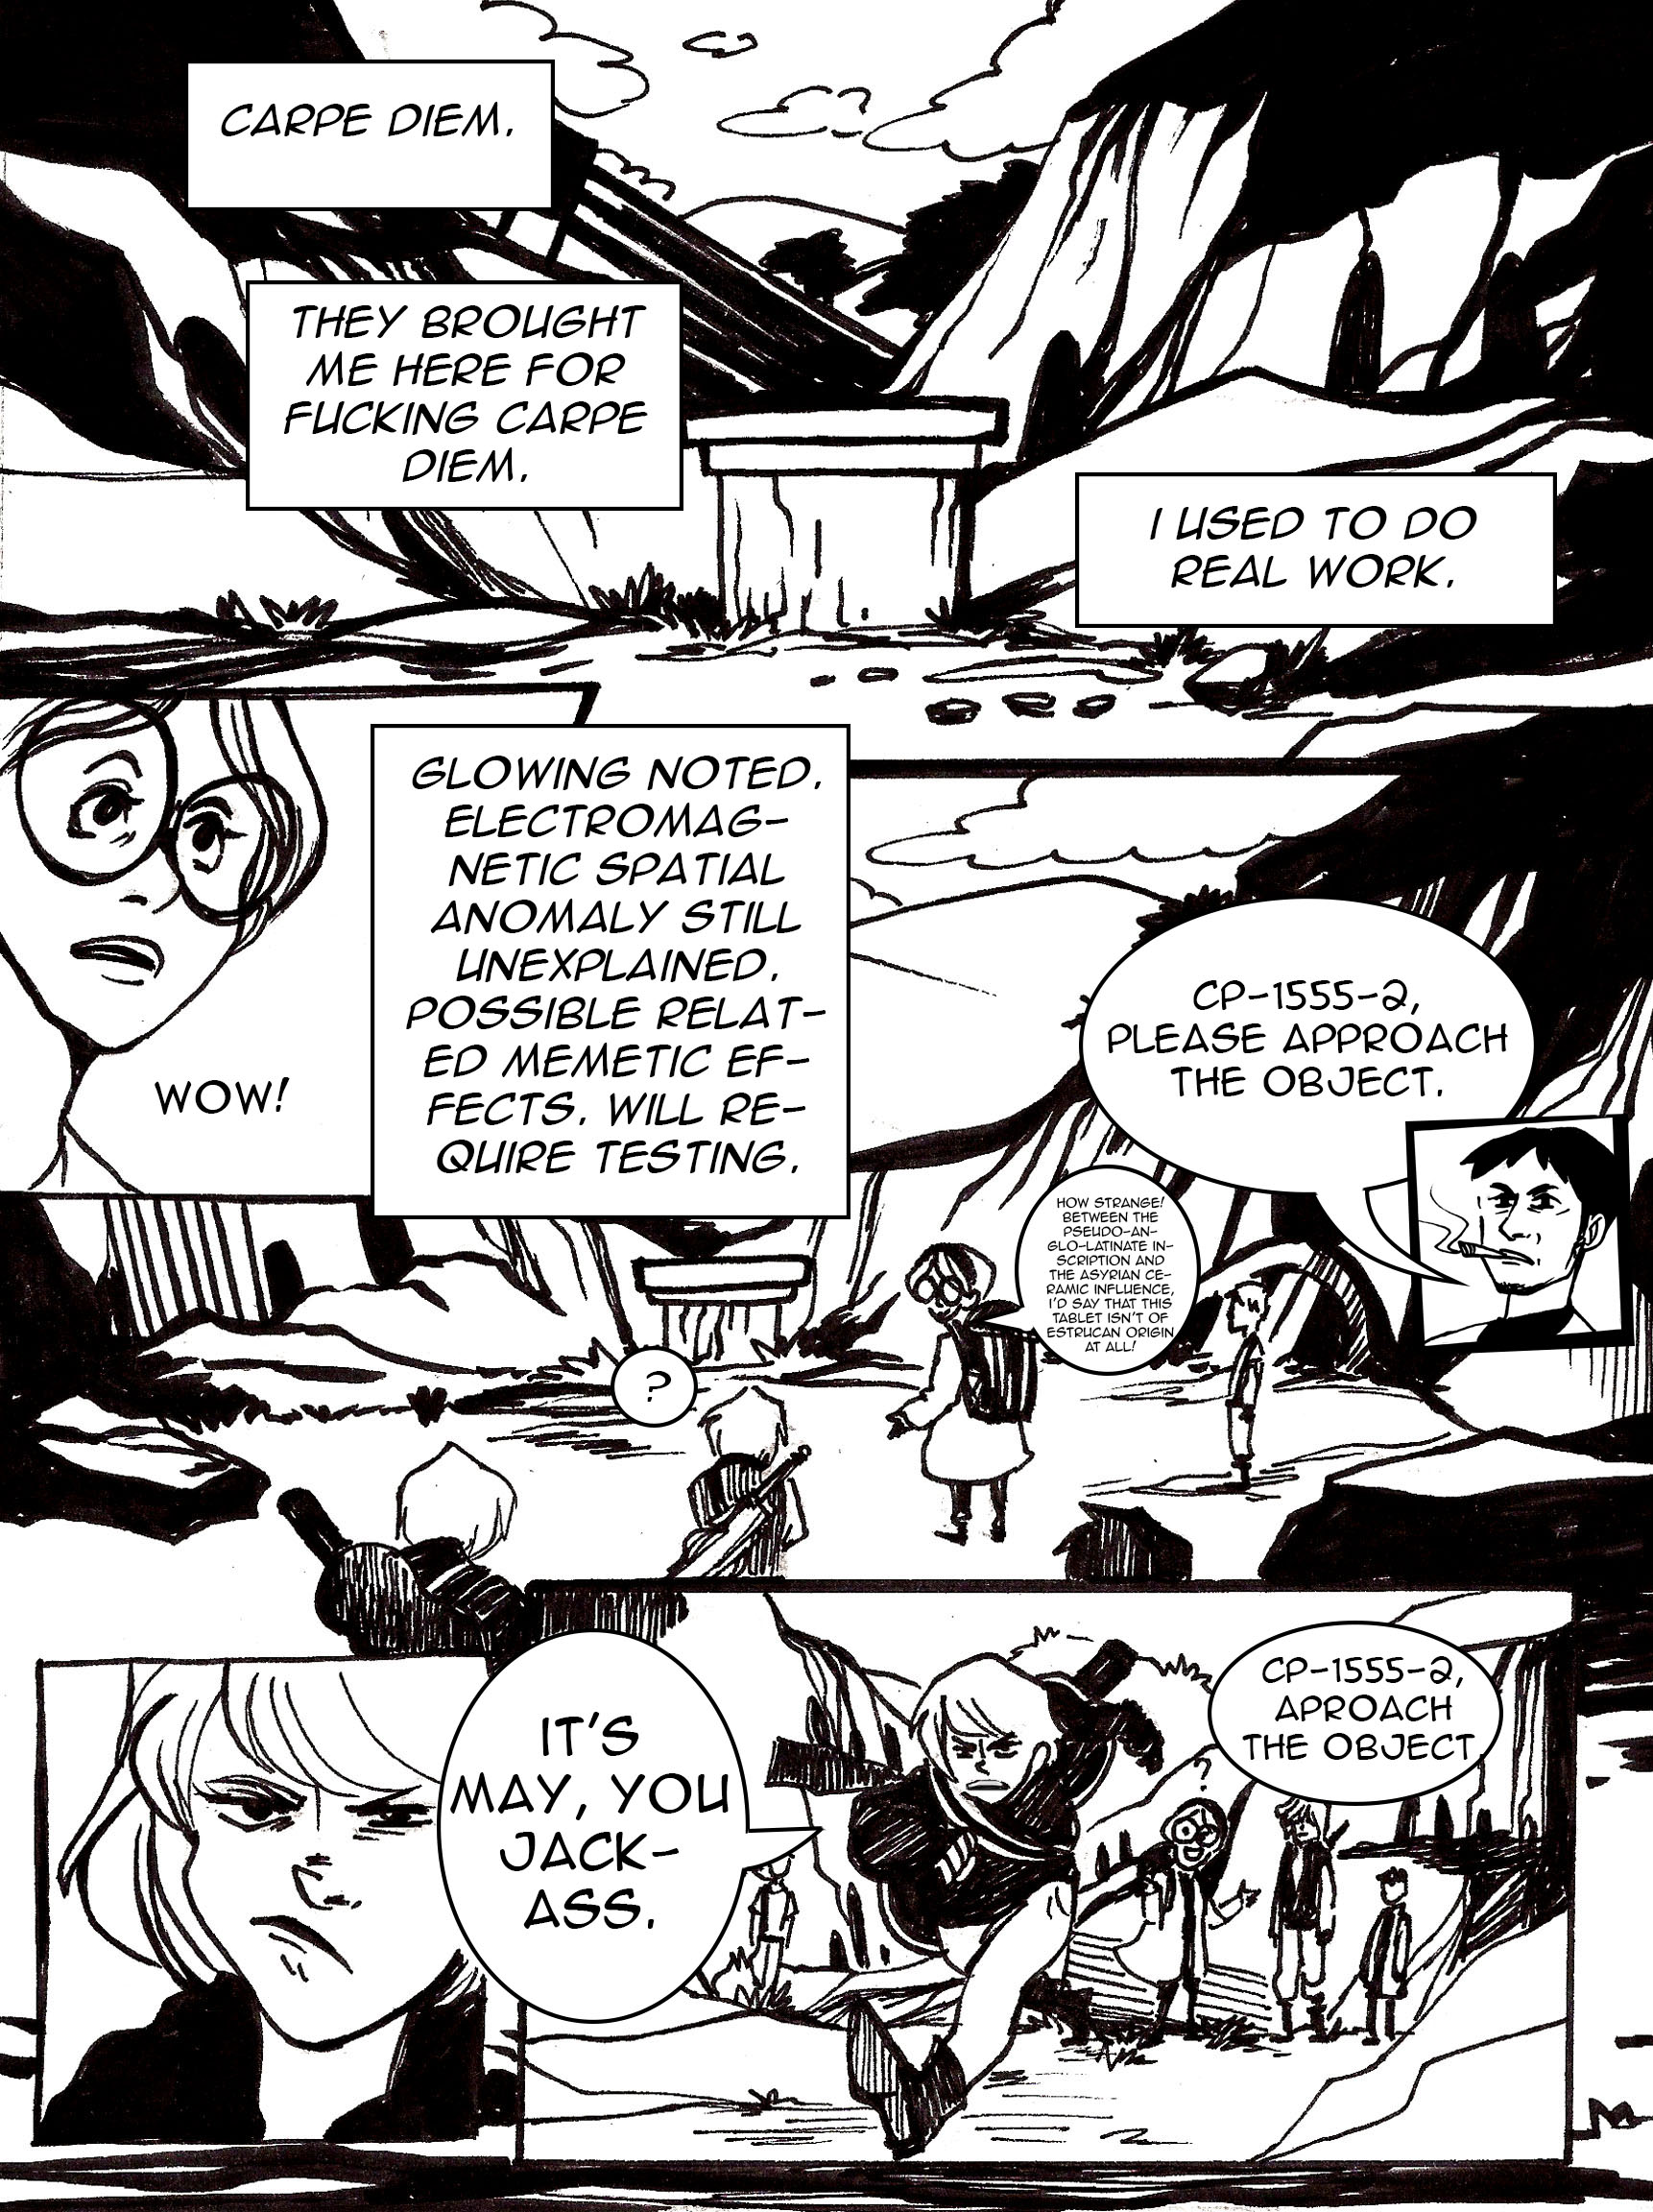 CARPE DIEM.
THEY BROUGHT
ME HERE FOR
FUCKING CARPE
DIEM.
I USED TO DO
REAL WORK.
WOW!
GLOWING NOTED.
ELECTROMAG-
NETIC SPATIAL
ANOMALY STILL
UNEXPLAINED.
POSSIBLE RELAT-
ED MEMETIC EF-
FECTS. WILL RE-
QUIRE TESTING.
CP-1555-2,
PLEASE APPROACH
THE OBJECT.
HOW STRANGE!
BETWEEN THE
PSEUDO-AN-
GLO-LATINATE IN-
SCRIPTION AND
THE ASYRIAN CE-
RAMIC INFLUENCE,
I'D SAY THAT THIS
TABLET ISN'T OF
ESTRUCAN ORIGIN
AT ALL!
?
IT'S
MAY, YOU
JACK-
ASS.
CP-1555-2,
APROACH
THE OBJECT
?